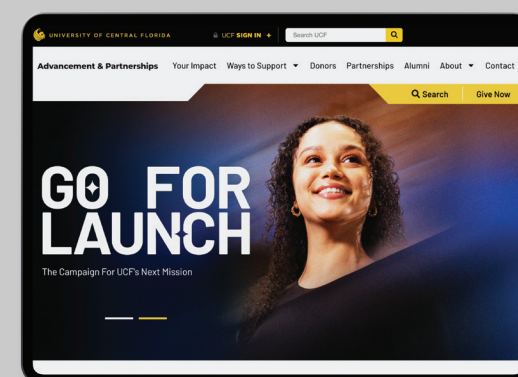 UNIVERSITY OF CENTRAL FLORIDA
UCF SIGN IN +
Search UCF
Advancement & Partnerships
Your Impact
Ways to Support
Donors
Partnerships
Alumni
About
Contact
Search
Give Now
GO FOR
LAUNCH
The Campaign For UCF's Next Mission